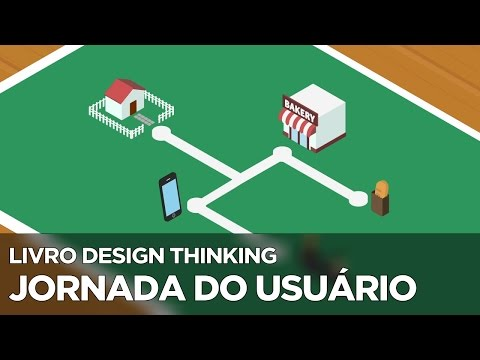 BAKERY
LIVRO DESIGN THINKING
JORNADA DO USUÁRIO